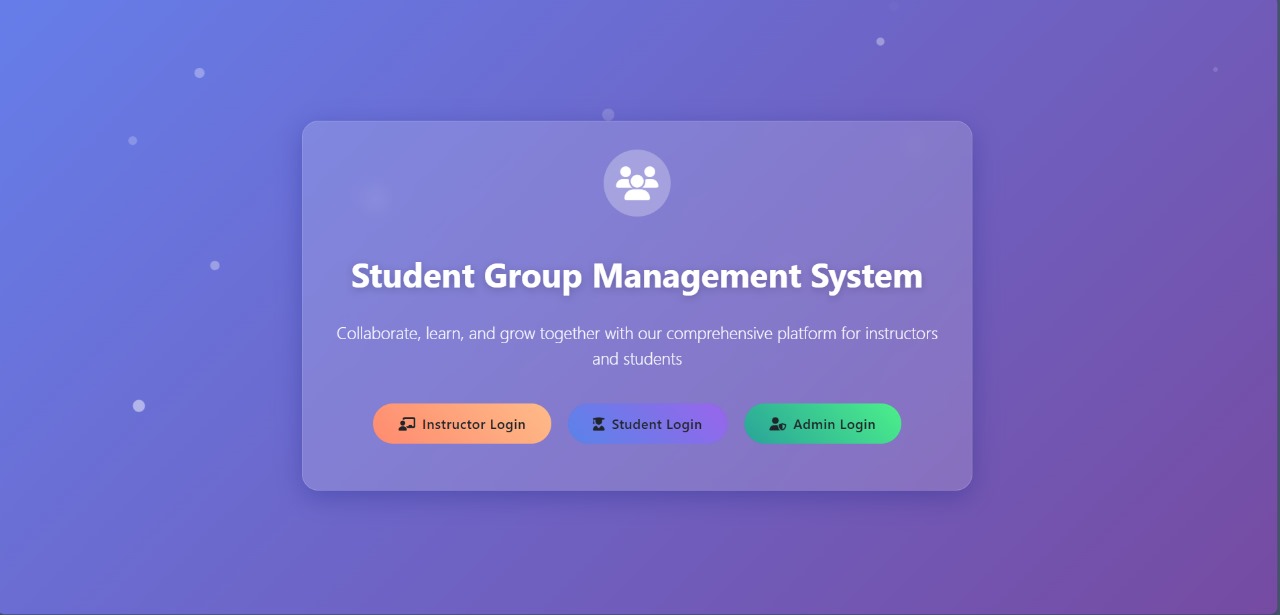 Student Group Management System
Collaborate, learn, and grow together with our comprehensive platform for instructors
and students
Instructor Login
Student Login
Admin Login